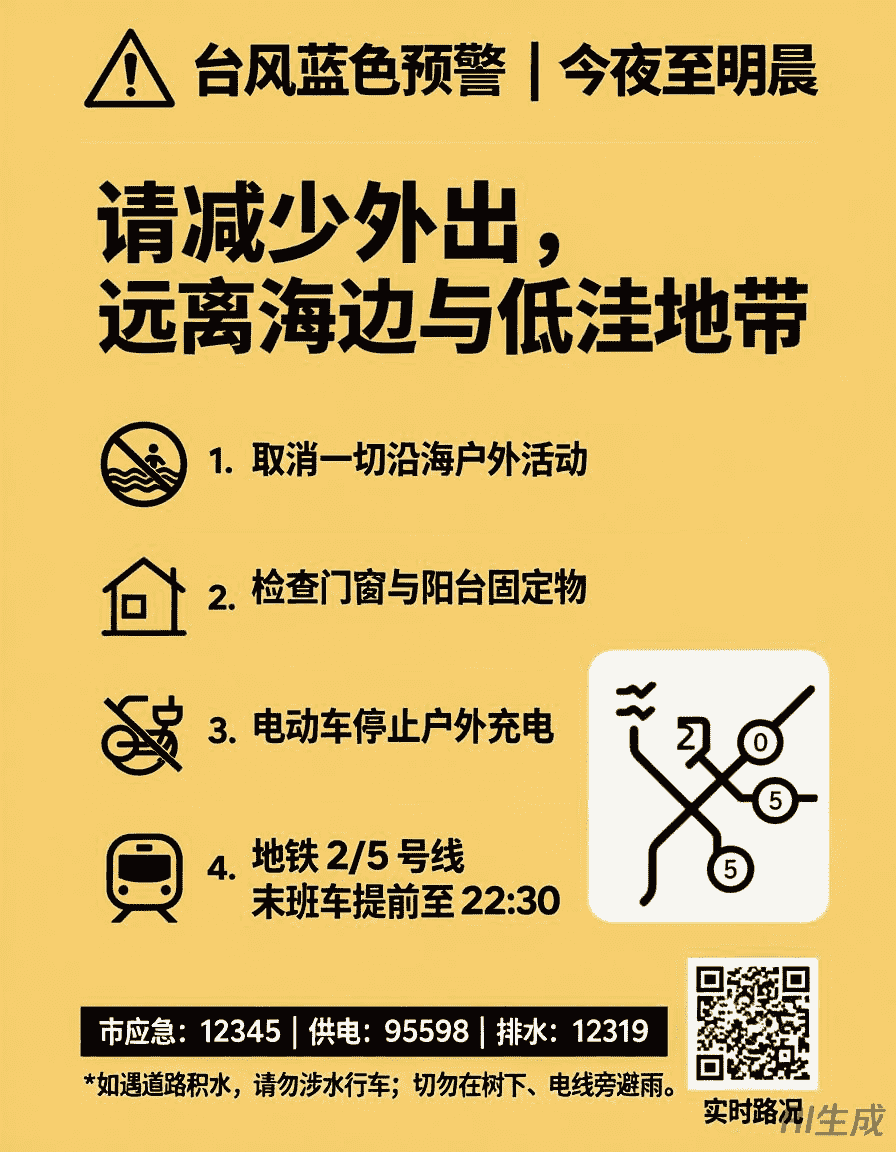 台风蓝色预警 | 今夜至明晨
请减少外出，
远离海边与低洼地带
1. 取消一切沿海户外活动
2. 检查门窗与阳台固定物
3. 电动车停止户外充电
4. 地铁 2/5 号线
末班车提前至 22:30
2
0
5
5
市应急：12345 | 供电：95598 | 排水：12319
*如遇道路积水，请勿涉水行车；切勿在树下、电线旁避雨。
实时路况
生成